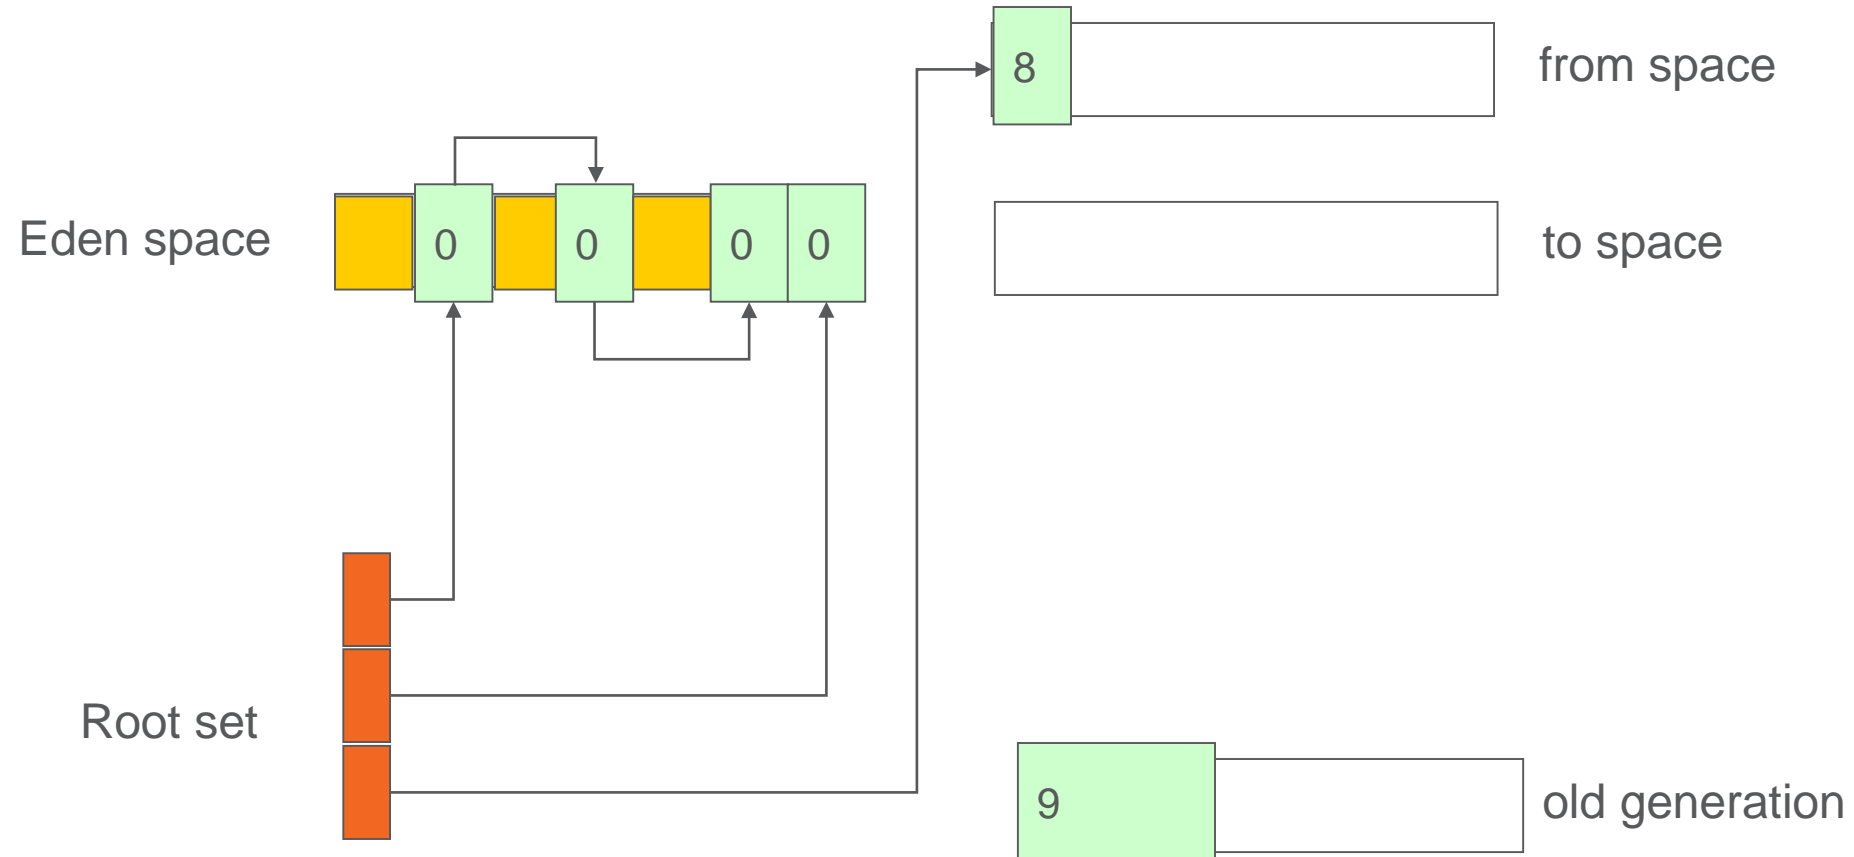 8
from space
Eden space
0 0 0 0
to space
Root set
9
old generation